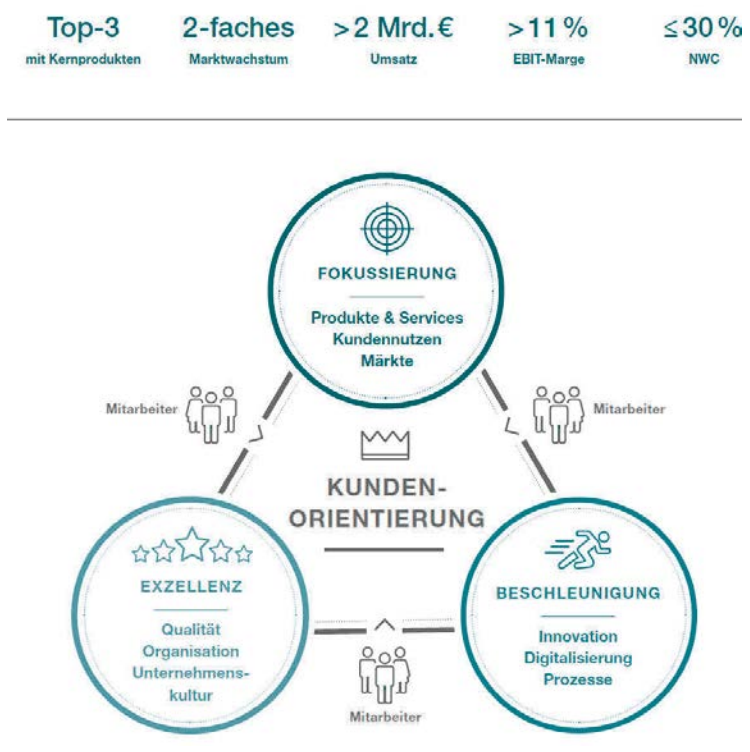 Top-3
mit Kernprodukten
2-faches
Marktwachstum
>2 Mrd.€
Umsatz
>11 %
EBIT-Marge
≤30 %
NWC
FOKUSSIERUNG
Produkte & Services
Kundennutzen
Märkte
Mitarbeiter
Mitarbeiter
KUNDEN-
ORIENTIERUNG
EXZELLENZ
Qualität
Organisation
Unternehmens-
kultur
BESCHLEUNIGUNG
Innovation
Digitalisierung
Prozesse
Mitarbeiter